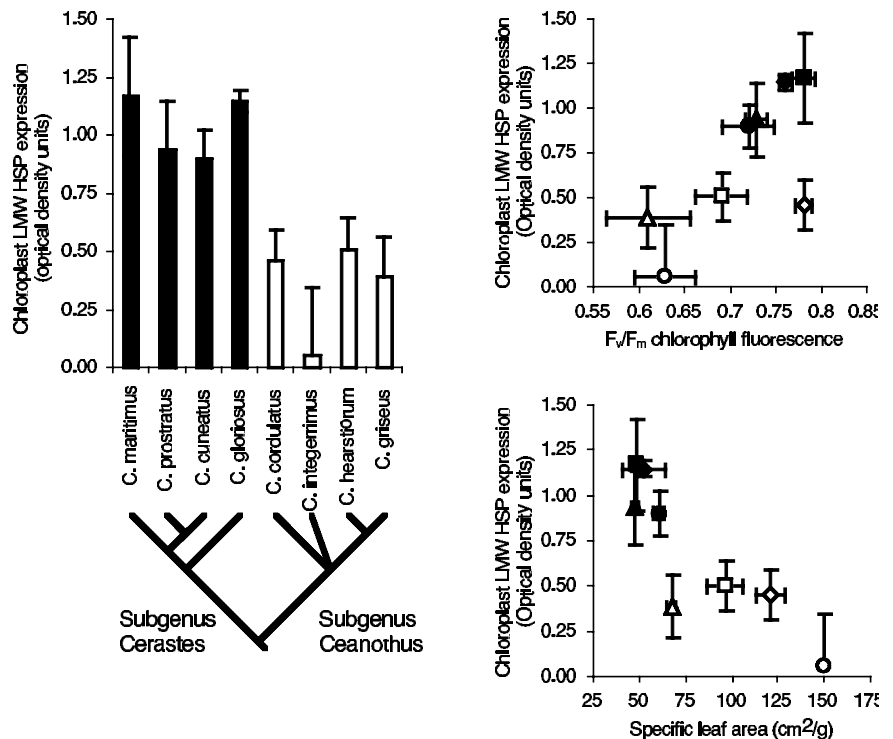 Chloroplast LMW HSP expression
(optical density units)
1.50
1.25
1.00
0.75
0.50
0.25
0.00
C. maritimus
C. prostratus
C. cuneatus
C. gloriosus
C. cordulatus
C. integerrimus
C. hearstiorum
C. griseus
Subgenus
Cerastes
Subgenus
Ceanothus
Chloroplast LMW HSP expression
(Optical density units)
1.50
1.25
1.00
0.75
0.50
0.25
0.00
0.55
0.6
0.65
0.7
0.75
0.8
0.85
Fv/Fm chlorophyll fluorescence
Chloroplast LMW HSP expression
(Optical density units)
1.50
1.25
1.00
0.75
0.50
0.25
0.00
25
50
75
100
125
150
175
Specific leaf area (cm2/g)